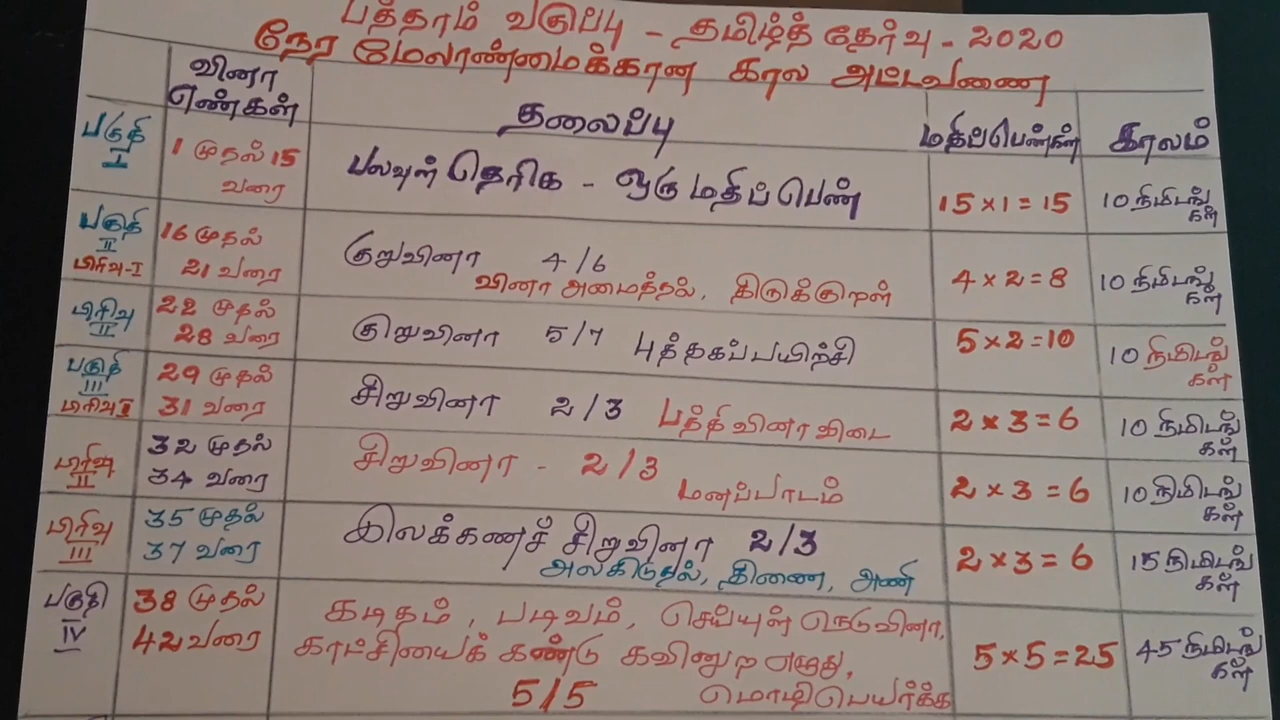 பத்தாம் வகுப்பு - தமிழ்த் தேர்வு - 2020
நேர மேலாண்மைக்கான கால அட்டவணை
வினா எண்கள் தலைப்பு மதிப்பெண்கள் காலம்
பகுதி I 1 முதல் 15 வரை பலவுள் தெரிக - ஒரு மதிப்பெண் 15 x 1 = 15 10 நிமிடங்கள்
பகுதி II பிரிவு-I 16 முதல் 21 வரை குறுவினா 4/6 வினா அமைத்தல், திருக்குறள் 4 x 2 = 8 10 நிமிடங்கள்
பிரிவு II 22 முதல் 28 வரை குறுவினா 5/7 புத்தகப்பயிற்சி 5 x 2 = 10 10 நிமிடங்கள்
பகுதி III பிரிவு I 29 முதல் 31 வரை சிறுவினா 2/3 பத்தி வினா விடை 2 x 3 = 6 10 நிமிடங்கள்
பிரிவு II 32 முதல் 34 வரை சிறுவினா - 2/3 மனப்பாடம் 2 x 3 = 6 10 நிமிடங்கள்
பிரிவு III 35 முதல் 37 வரை இலக்கணச் சிறுவினா 2/3 அலகிடுதல், திணை, அணி 2 x 3 = 6 15 நிமிடங்கள்
பகுதி IV 38 முதல் 42 வரை கடிதம், படிவம், செய்யுள் நெடுவினா, காட்சியைக் கண்டு கவினுற எழுது, 5/5 மொழிபெயர்க்க 5 x 5 = 25 45 நிமிடங்கள்